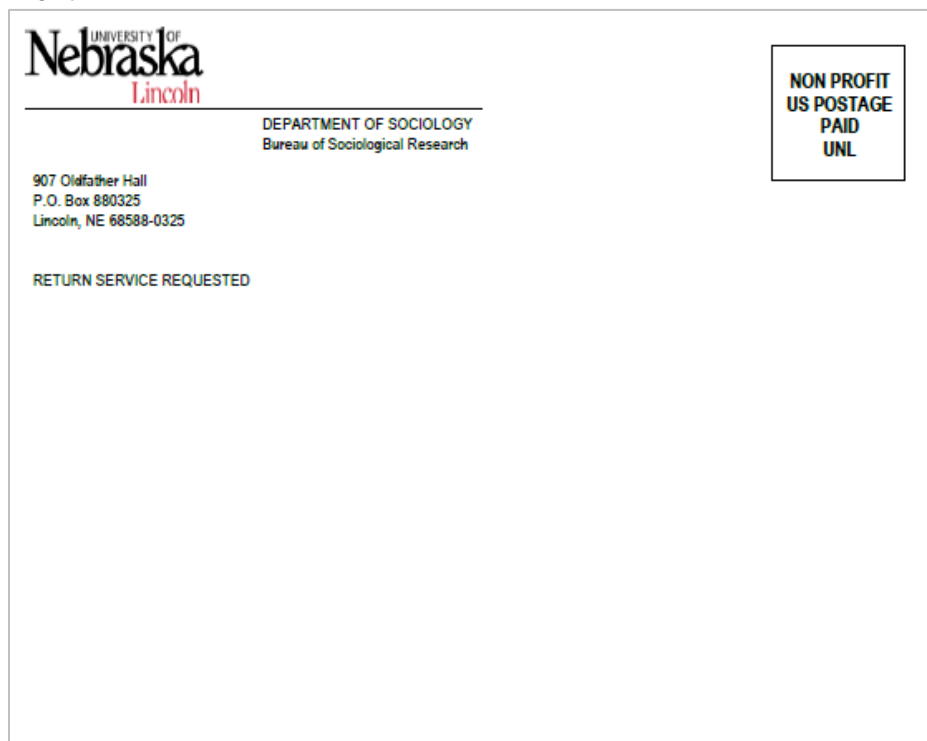 UNIVERSITY OF
Nebraska
Lincoln
DEPARTMENT OF SOCIOLOGY
Bureau of Sociological Research
NON PROFIT
US POSTAGE
PAID
UNL
907 Oldfather Hall
P.O. Box 880325
Lincoln, NE 68588-0325
RETURN SERVICE REQUESTED